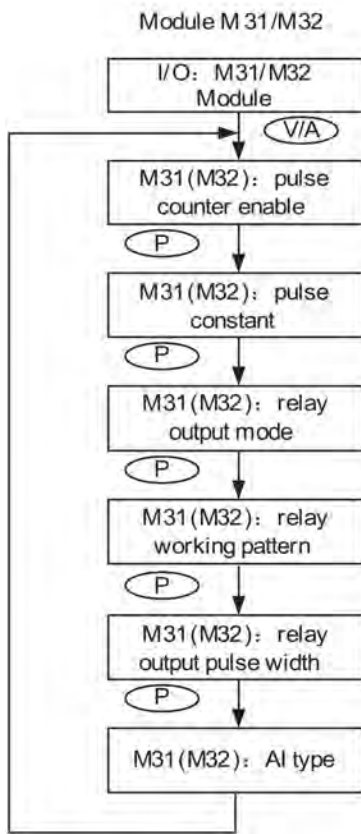 Module M 31/M32
I/O: M31/M32
Module
V/A
M31(M32): pulse
counter enable
P
M31(M32): pulse
constant
P
M31(M32): relay
output mode
P
M31(M32): relay
working pattern
P
M31(M32): relay
output pulse width
P
M31(M32): AI type